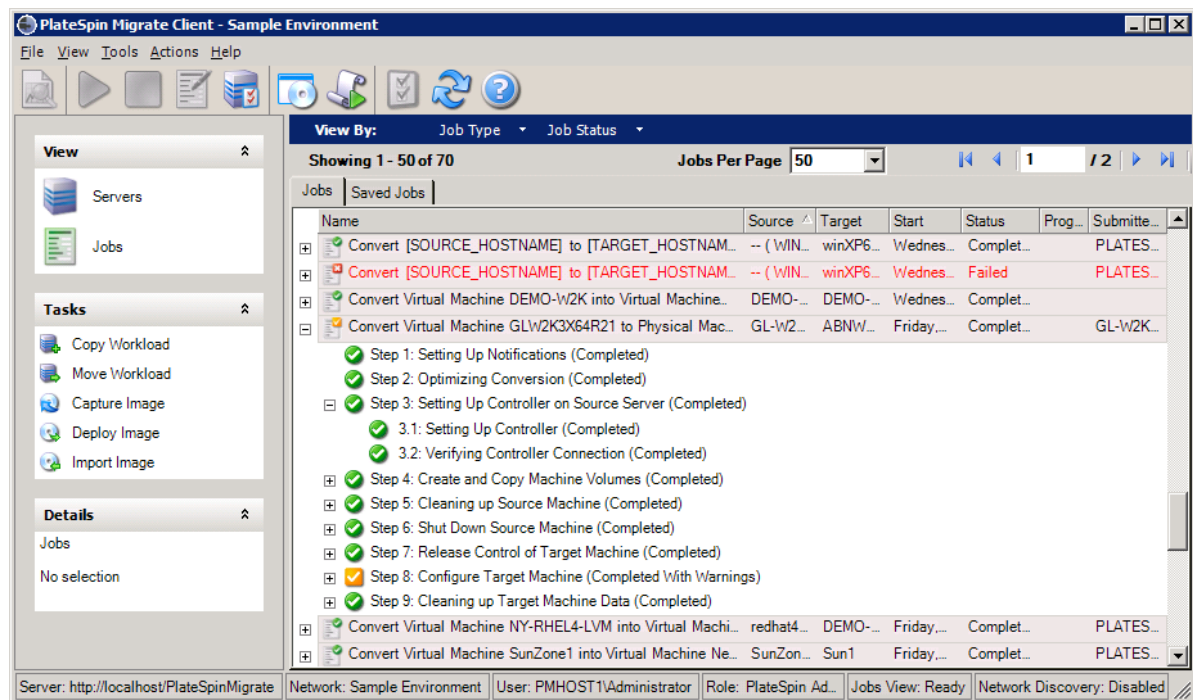 PlateSpin Migrate Client - Sample Environment
File View Tools Actions Help
View By: Job Type Job Status
View
Showing 1 - 50 of 70 Jobs Per Page 50 1 / 2
Servers
Jobs Saved Jobs
Jobs
Name Source Target Start Status Prog... Submitte...
Convert [SOURCE_HOSTNAME] to [TARGET_HOSTNAM... -- ( WIN... winXP6... Wednes... Complet... PLATES...
Convert [SOURCE_HOSTNAME] to [TARGET_HOSTNAM... -- ( WIN... winXP6... Wednes... Failed PLATES...
Convert Virtual Machine DEMO-W2K into Virtual Machine... DEMO-... DEMO-... Wednes... Complet...
Convert Virtual Machine GLW2K3X64R21 to Physical Mac... GL-W2... ABNW... Friday,... Complet... GL-W2K...
Tasks
Copy Workload
Move Workload
Capture Image
Deploy Image
Import Image
Step 1: Setting Up Notifications (Completed)
Step 2: Optimizing Conversion (Completed)
Step 3: Setting Up Controller on Source Server (Completed)
3.1: Setting Up Controller (Completed)
3.2: Verifying Controller Connection (Completed)
Step 4: Create and Copy Machine Volumes (Completed)
Step 5: Cleaning up Source Machine (Completed)
Step 6: Shut Down Source Machine (Completed)
Step 7: Release Control of Target Machine (Completed)
Step 8: Configure Target Machine (Completed With Warnings)
Step 9: Cleaning up Target Machine Data (Completed)
Details
Jobs
No selection
Convert Virtual Machine NY-RHEL4-LVM into Virtual Machi... redhat4... DEMO-... Friday,... Complet... PLATES...
Convert Virtual Machine SunZone1 into Virtual Machine Ne... SunZon... Sun1 Friday,... Complet... PLATES...
Server: http://localhost/PlateSpinMigrate Network: Sample Environment User: PMHOST1\Administrator Role: PlateSpin Ad... Jobs View: Ready Network Discovery: Disabled